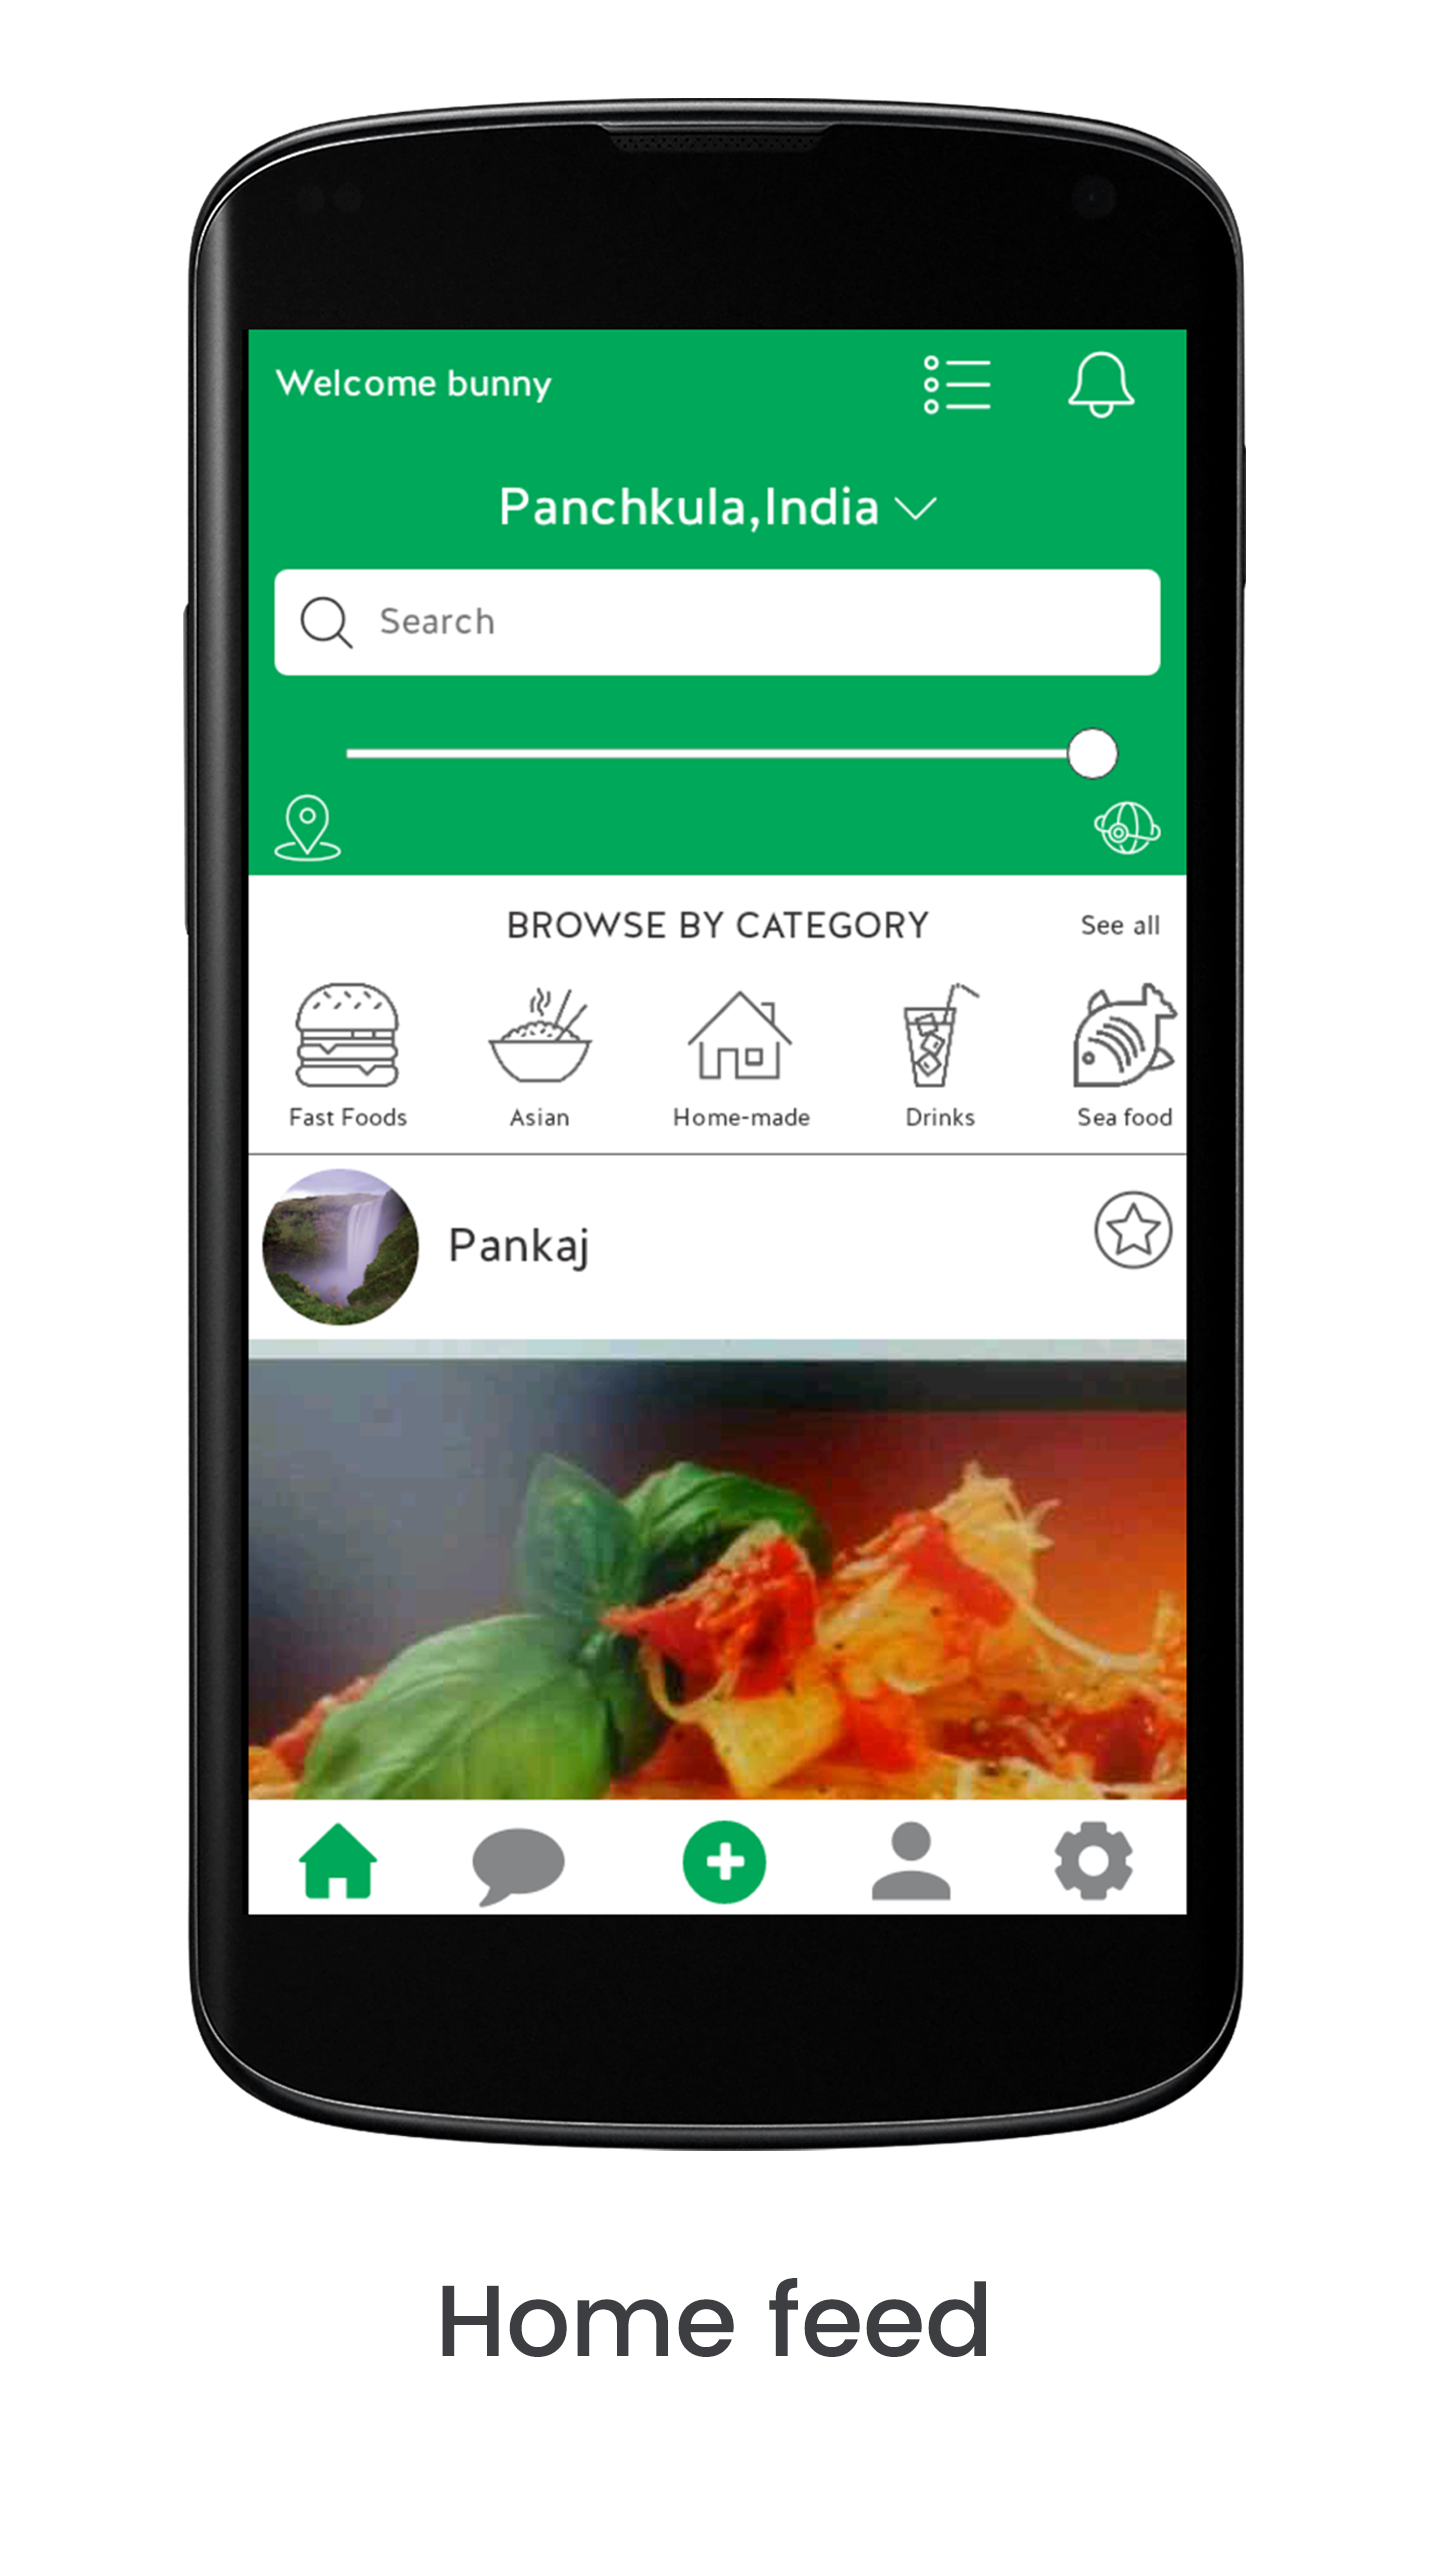 Welcome bunny
Panchkula,India
Search
BROWSE BY CATEGORY
See all
Fast Foods
Asian
Home-made
Drinks
Sea food
Pankaj
Home feed